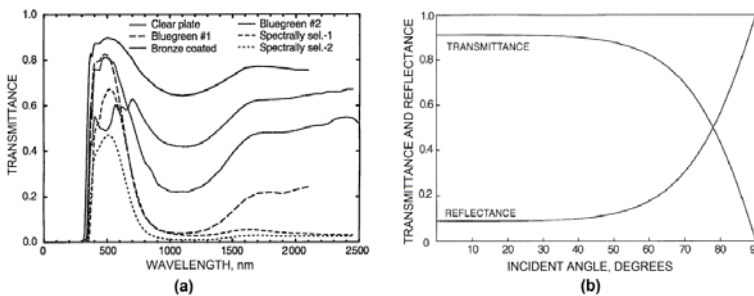 1.0
0.8
0.6
0.4
0.2
0.0
TRANSMITTANCE
Clear plate
Bluegreen #1
Bronze coated
Bluegreen #2
Spectrally sel.-1
Spectrally sel.-2
0 500 1000 1500 2000 2500
WAVELENGTH, nm
(a)
1.0
0.8
0.6
0.4
0.1
0
TRANSMITTANCE AND REFLECTANCE
TRANSMITTANCE
REFLECTANCE
10 20 30 40 50 60 70 80 9
INCIDENT ANGLE, DEGREES
(b)